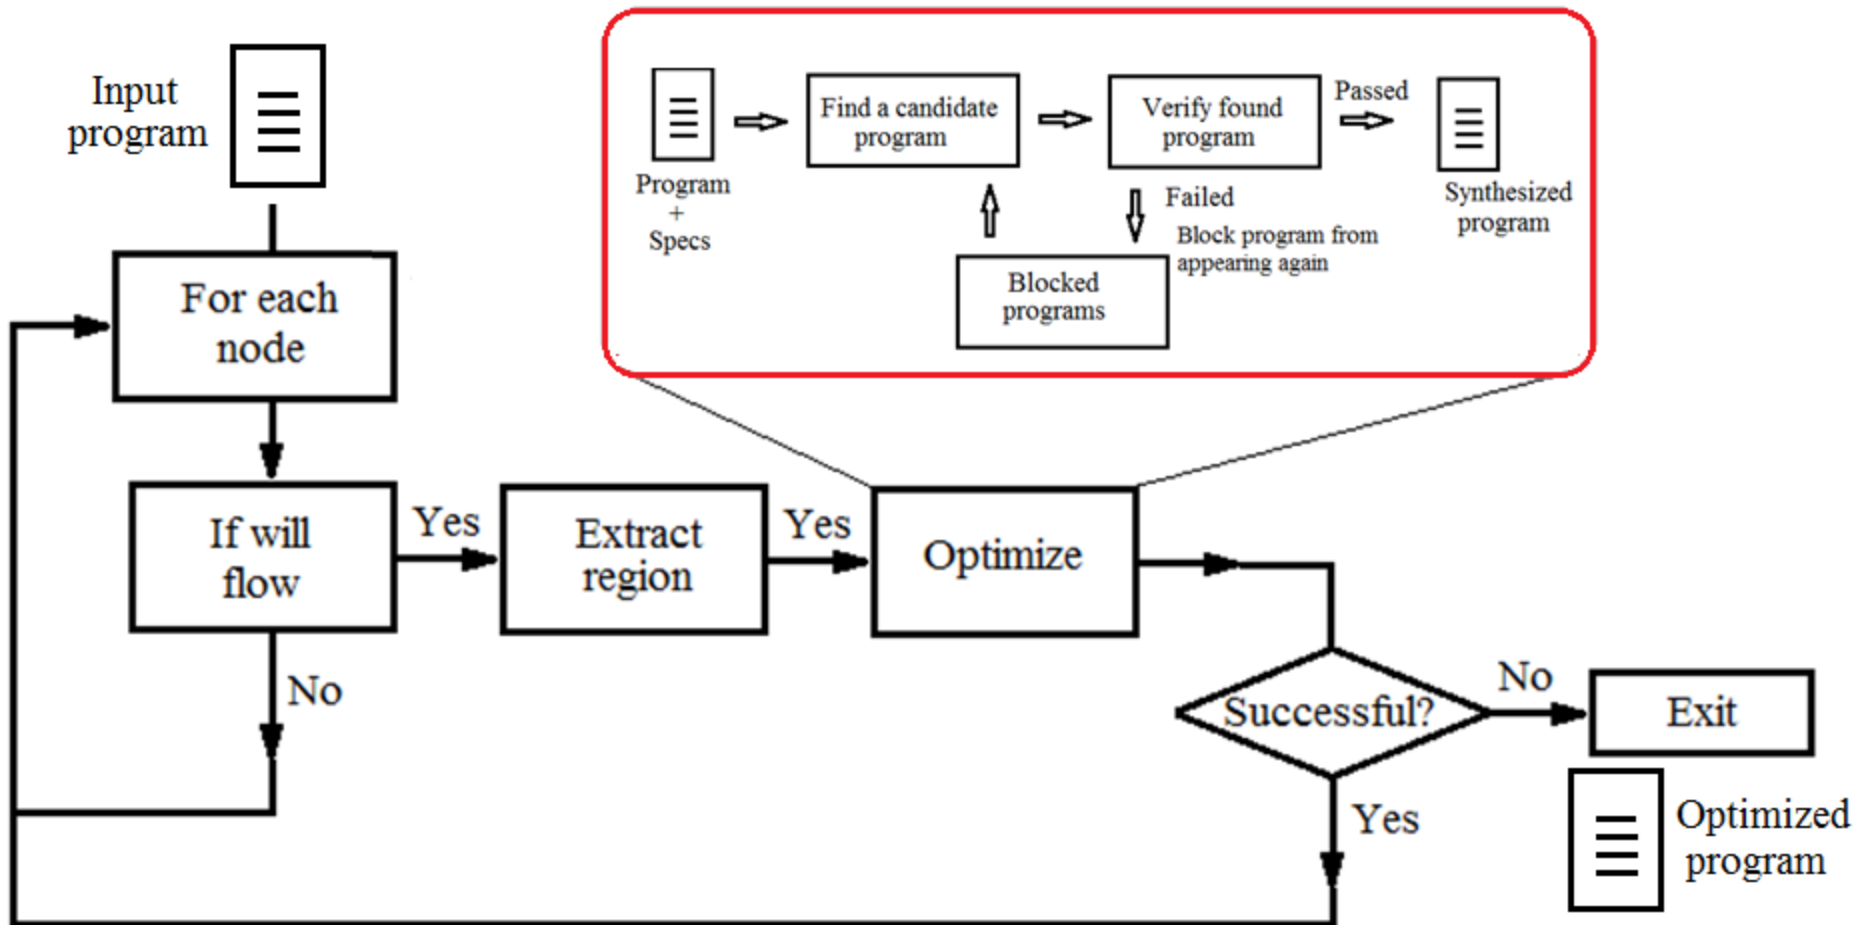 Input
program
For each
node
If will
flow
Yes
No
Extract
region
Yes
Optimize
Program
+
Specs
Find a candidate
program
Verify found
program
Passed
Synthesized
program
Failed
Block program from
appearing again
Blocked
programs
Successful?
No
Exit
Yes
Optimized
program